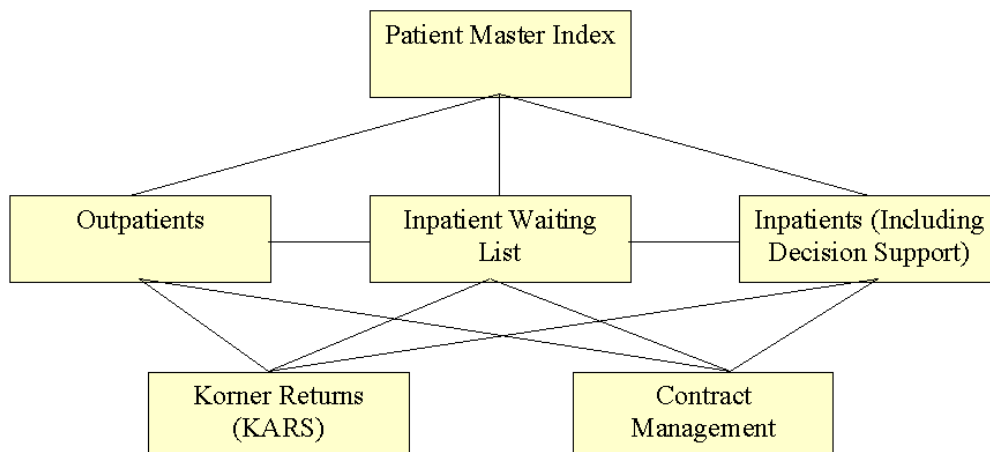 Patient Master Index
Outpatients
Inpatient Waiting
List
Inpatients (Including
Decision Support)
Korner Returns
(KARS)
Contract
Management